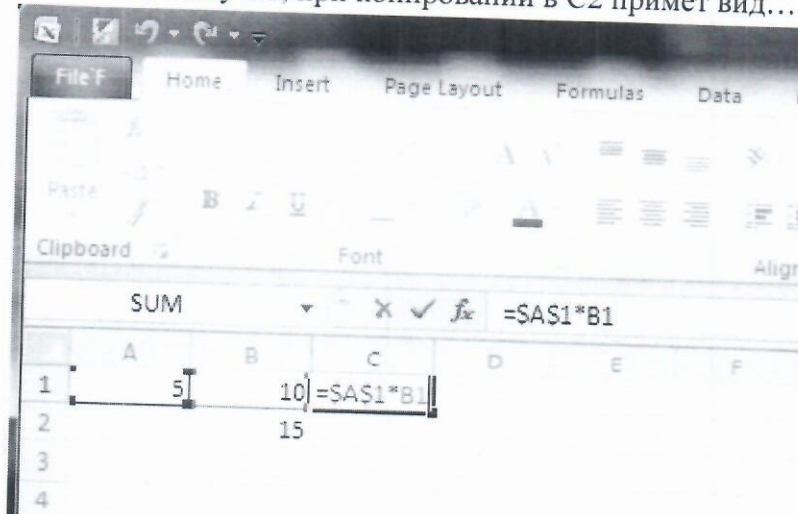 при копировании в C2 примет вид…
File F Home Insert Page Layout Formulas Data
Paste B I U
Clipboard Font
SUM fx =$A$1*B1
A B C D E F
1 5 10 =$A$1*B1
2 15
3
4